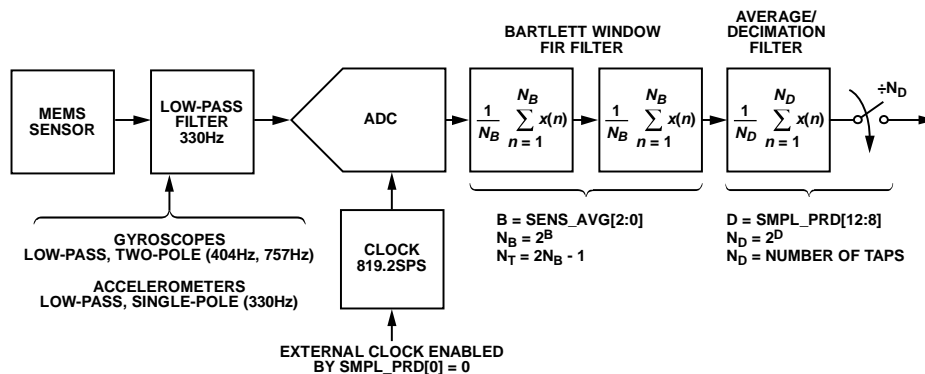 BARTLETT WINDOW
FIR FILTER
AVERAGE/
DECIMATION
FILTER
MEMS
SENSOR
LOW-PASS
FILTER
330Hz
ADC
1/N_B N_B ∑ n = 1 x(n)
1/N_B N_B ∑ n = 1 x(n)
1/N_D N_D ∑ n = 1 x(n)
÷N_D
GYROSCOPES
LOW-PASS, TWO-POLE (404Hz, 757Hz)
ACCELEROMETERS
LOW-PASS, SINGLE-POLE (330Hz)
CLOCK
819.2SPS
B = SENS_AVG[2:0]
N_B = 2^B
N_T = 2N_B - 1
D = SMPL_PRD[12:8]
N_D = 2^D
N_D = NUMBER OF TAPS
EXTERNAL CLOCK ENABLED
BY SMPL_PRD[0] = 0